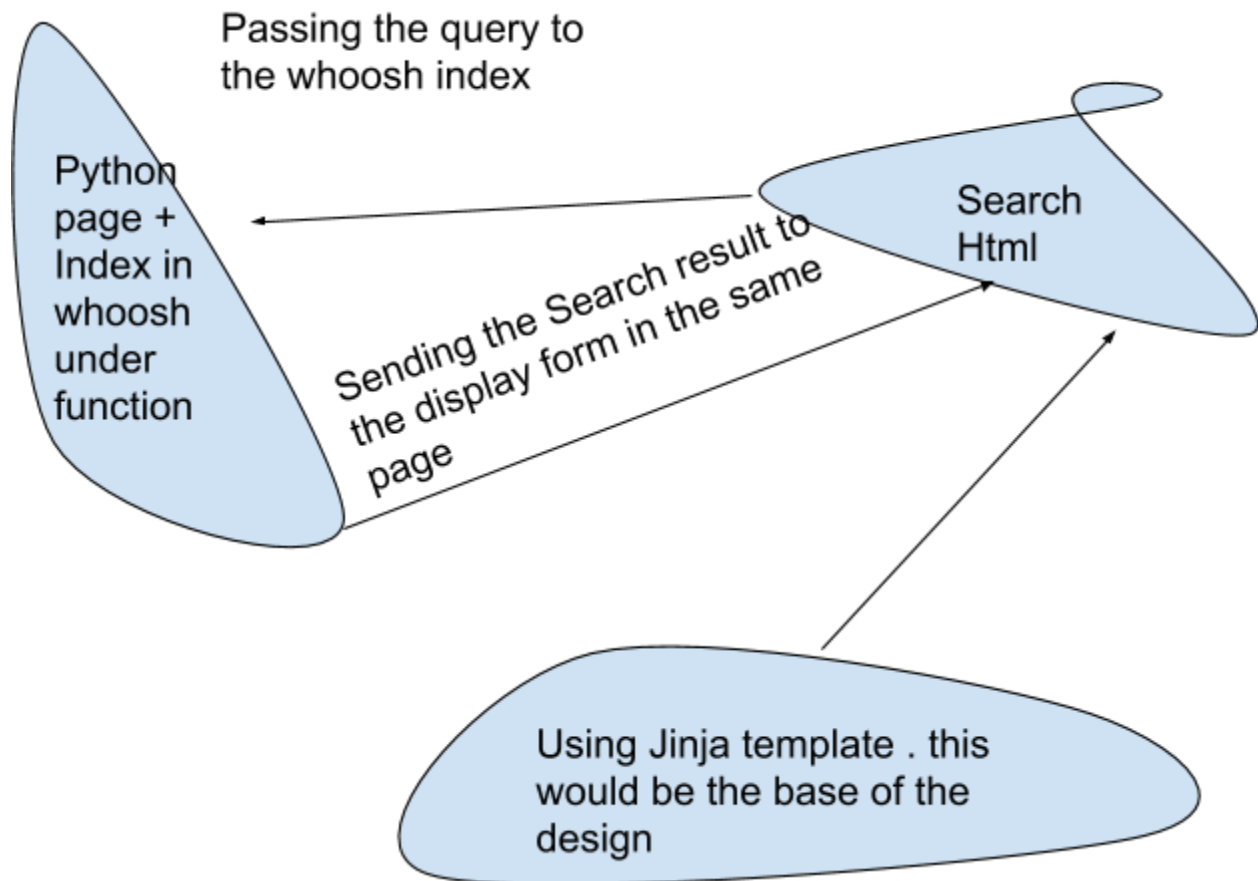 Passing the query to
the whoosh index
Python
page +
Index in
whoosh
under
function
Search
Html
Sending the Search result to
the display form in the same
page
Using Jinja template . this
would be the base of the
design